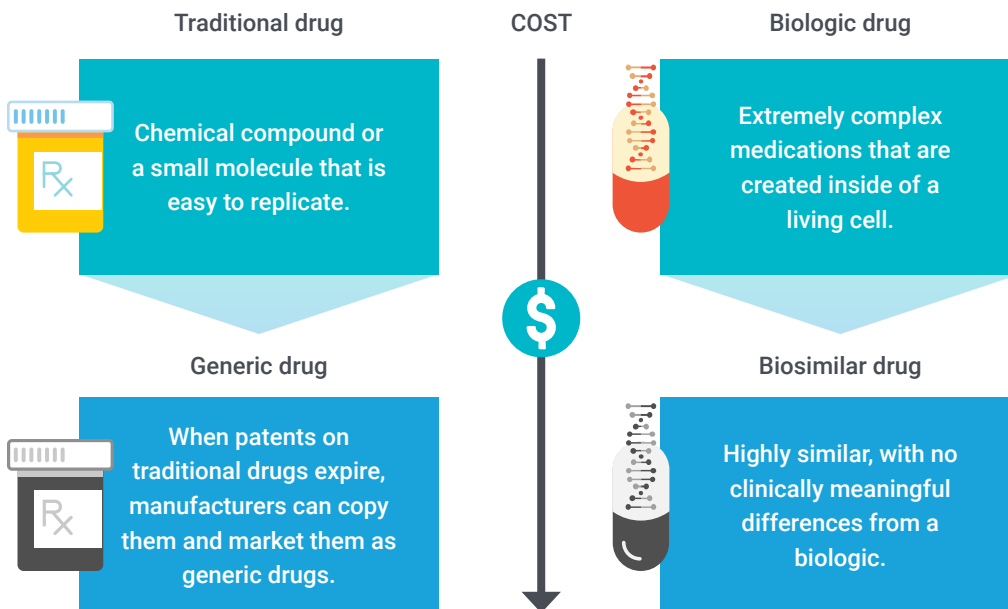 Traditional drug
Chemical compound or
a small molecule that is
easy to replicate.
Rx
COST
$
Biologic drug
Extremely complex
medications that are
created inside of a
living cell.
Generic drug
When patents on
traditional drugs expire,
manufacturers can copy
them and market them as
generic drugs.
Rx
Biosimilar drug
Highly similar, with no
clinically meaningful
differences from a
biologic.